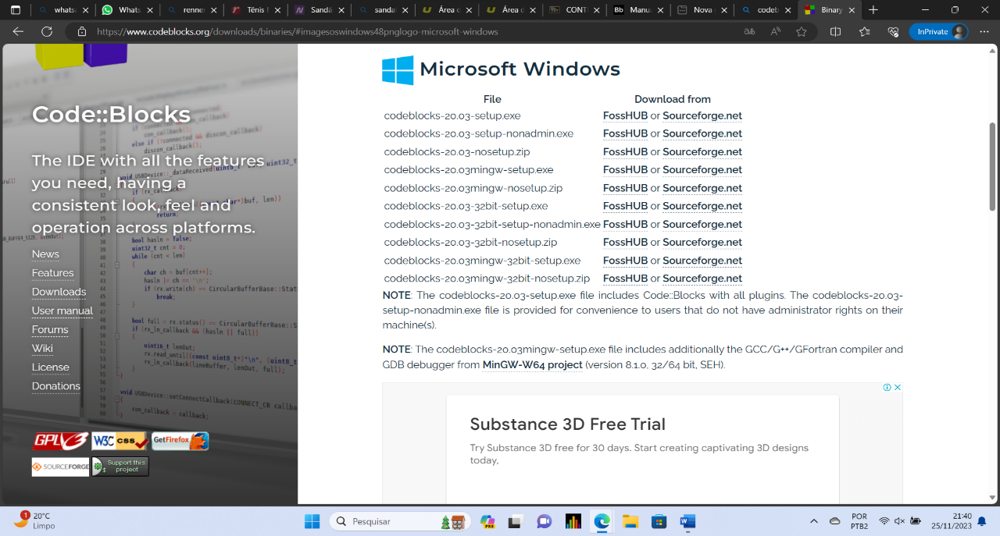 whats
Whats
renner
Tênis N
Sandá
sandal
Área d
Área d
CONTI
Manu
Nova
codeb
Binary
https://www.codeblocks.org/downloads/binaries/#imagesoswindows48pnglogo-microsoft-windows
InPrivate
Code::Blocks
The IDE with all the features
you need, having a
consistent look, feel and
operation across platforms.
News
Features
Downloads
User manual
Forums
Wiki
License
Donations
GPLv3
W3C css
GetFirefox
SOURCEFORGE
Support this
project
Microsoft Windows
File Download from
codeblocks-20.03-setup.exe FossHUB or Sourceforge.net
codeblocks-20.03-setup-nonadmin.exe FossHUB or Sourceforge.net
codeblocks-20.03-nosetup.zip FossHUB or Sourceforge.net
codeblocks-20.03mingw-setup.exe FossHUB or Sourceforge.net
codeblocks-20.03mingw-nosetup.zip FossHUB or Sourceforge.net
codeblocks-20.03-32bit-setup.exe FossHUB or Sourceforge.net
codeblocks-20.03-32bit-setup-nonadmin.exe FossHUB or Sourceforge.net
codeblocks-20.03-32bit-nosetup.zip FossHUB or Sourceforge.net
codeblocks-20.03mingw-32bit-setup.exe FossHUB or Sourceforge.net
codeblocks-20.03mingw-32bit-nosetup.zip FossHUB or Sourceforge.net
NOTE: The codeblocks-20.03-setup.exe file includes Code::Blocks with all plugins. The codeblocks-20.03-
setup-nonadmin.exe file is provided for convenience to users that do not have administrator rights on their
machine(s).
NOTE: The codeblocks-20.03mingw-setup.exe file includes additionally the GCC/G++/GFortran compiler and
GDB debugger from MinGW-W64 project (version 8.1.0, 32/64 bit, SEH).
Substance 3D Free Trial
Try Substance 3D free for 30 days. Start creating captivating 3D designs
today,
1
20°C
Limpo
Pesquisar
PRE
POR
PTB2
21:40
25/11/2023